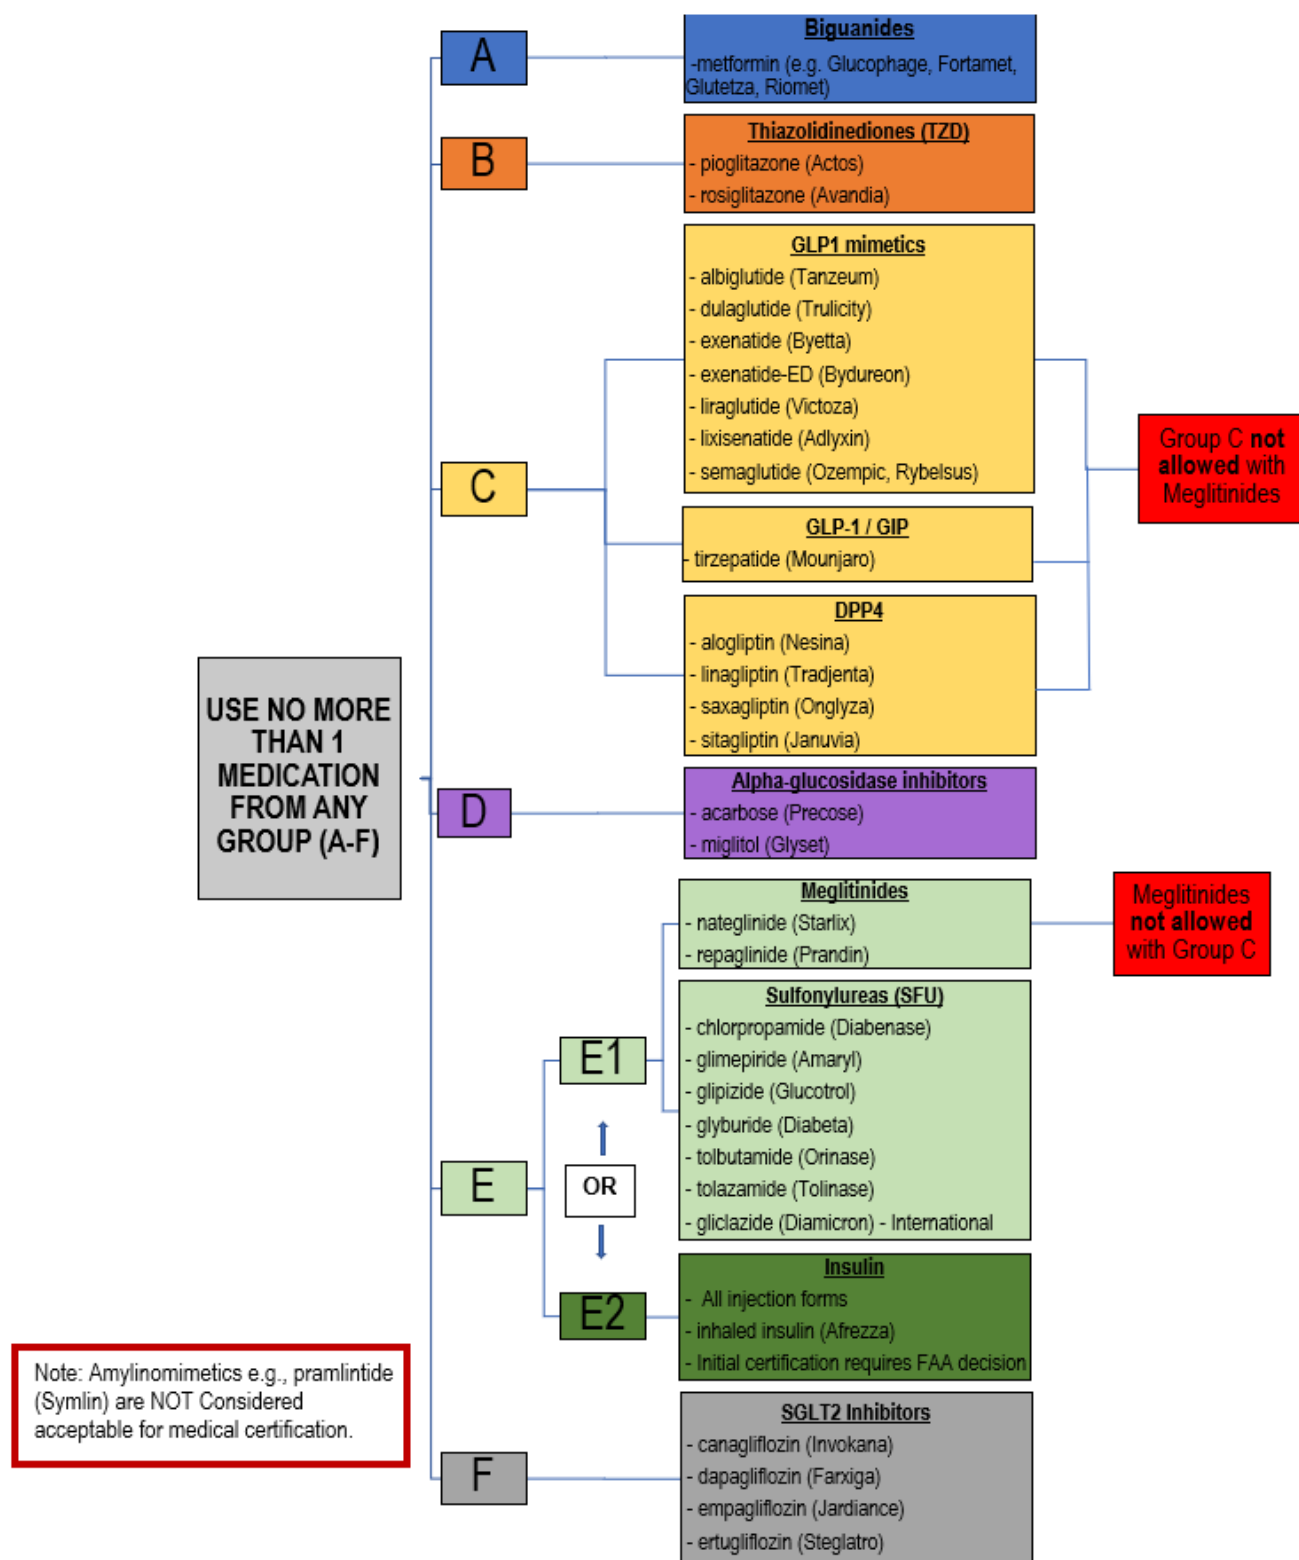 A
Biguanides
-metformin (e.g. Glucophage, Fortamet,
Glutetza, Riomet)
B
Thiazolidinediones (TZD)
- pioglitazone (Actos)
- rosiglitazone (Avandia)
C
GLP1 mimetics
- albiglutide (Tanzeum)
- dulaglutide (Trulicity)
- exenatide (Byetta)
- exenatide-ED (Bydureon)
- liraglutide (Victoza)
- lixisenatide (Adlyxin)
- semaglutide (Ozempic, Rybelsus)
GLP-1 / GIP
- tirzepatide (Mounjaro)
DPP4
- alogliptin (Nesina)
- linagliptin (Tradjenta)
- saxagliptin (Onglyza)
- sitagliptin (Januvia)
Group C not
allowed with
Meglitinides
USE NO MORE
THAN 1
MEDICATION
FROM ANY
GROUP (A-F)
D
Alpha-glucosidase inhibitors
- acarbose (Precose)
- miglitol (Glyset)
E
E1
Meglitinides
- nateglinide (Starlix)
- repaglinide (Prandin)
Meglitinides
not allowed
with Group C
Sulfonylureas (SFU)
- chlorpropamide (Diabenase)
- glimepiride (Amaryl)
- glipizide (Glucotrol)
- glyburide (Diabeta)
- tolbutamide (Orinase)
- tolazamide (Tolinase)
- gliclazide (Diamicron) - International
OR
E2
Insulin
- All injection forms
- inhaled insulin (Afrezza)
- Initial certification requires FAA decision
Note: Amylinomimetics e.g., pramlintide
(Symlin) are NOT Considered
acceptable for medical certification.
F
SGLT2 Inhibitors
- canagliflozin (Invokana)
- dapagliflozin (Farxiga)
- empagliflozin (Jardiance)
- ertugliflozin (Steglatro)